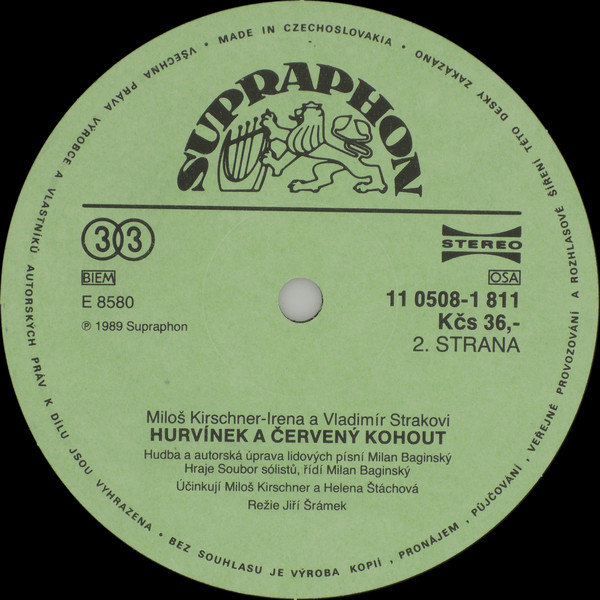 • MADE IN CZECHOSLOVAKIA • VŠECHNA PRÁVA VÝROBCE A VLASTNÍKŮ AUTORSKÝCH PRÁV K DÍLU JSOU VYHRAZENA • BEZ SOUHLASU JE VÝROBA KOPIÍ, PRONÁJEM, PŮJČOVÁNÍ, VEŘEJNÉ PROVOZOVÁNÍ A ROZHLASOVÉ ŠÍŘENÍ TÉTO DESKY ZAKÁZÁNO
SUPRAPHON
33
STEREO
BIEM
OSA
E 8580
11 0508-1 811
Kčs 36,-
℗ 1989 Supraphon
2. STRANA
Miloš Kirschner-Irena a Vladimír Strakovi
HURVÍNEK A ČERVENÝ KOHOUT
Hudba a autorská úprava lidových písní Milan Baginský
Hraje Soubor sólistů, řídí Milan Baginský
Účinkují Miloš Kirschner a Helena Štáchová
Režie Jiří Šrámek